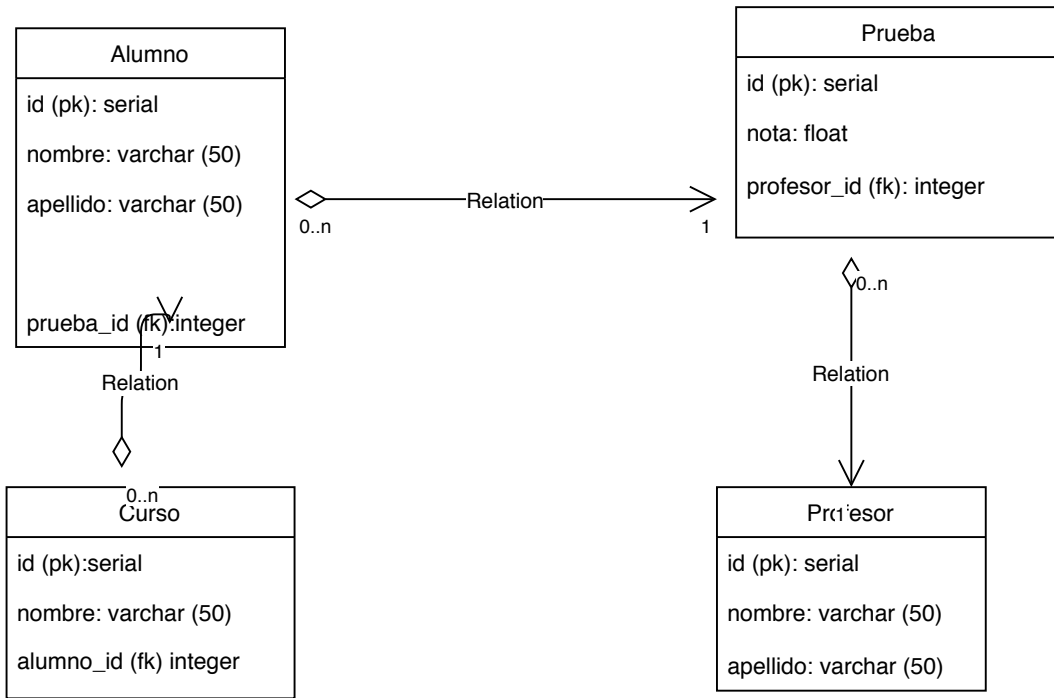 Alumno
id (pk): serial
nombre: varchar (50)
apellido: varchar (50)
prueba_id (fk):integer
Prueba
id (pk): serial
nota: float
profesor_id (fk): integer
0..n
Relation
1
1
Relation
0..n
0..n
Relation
1
Curso
id (pk):serial
nombre: varchar (50)
alumno_id (fk) integer
Profesor
id (pk): serial
nombre: varchar (50)
apellido: varchar (50)